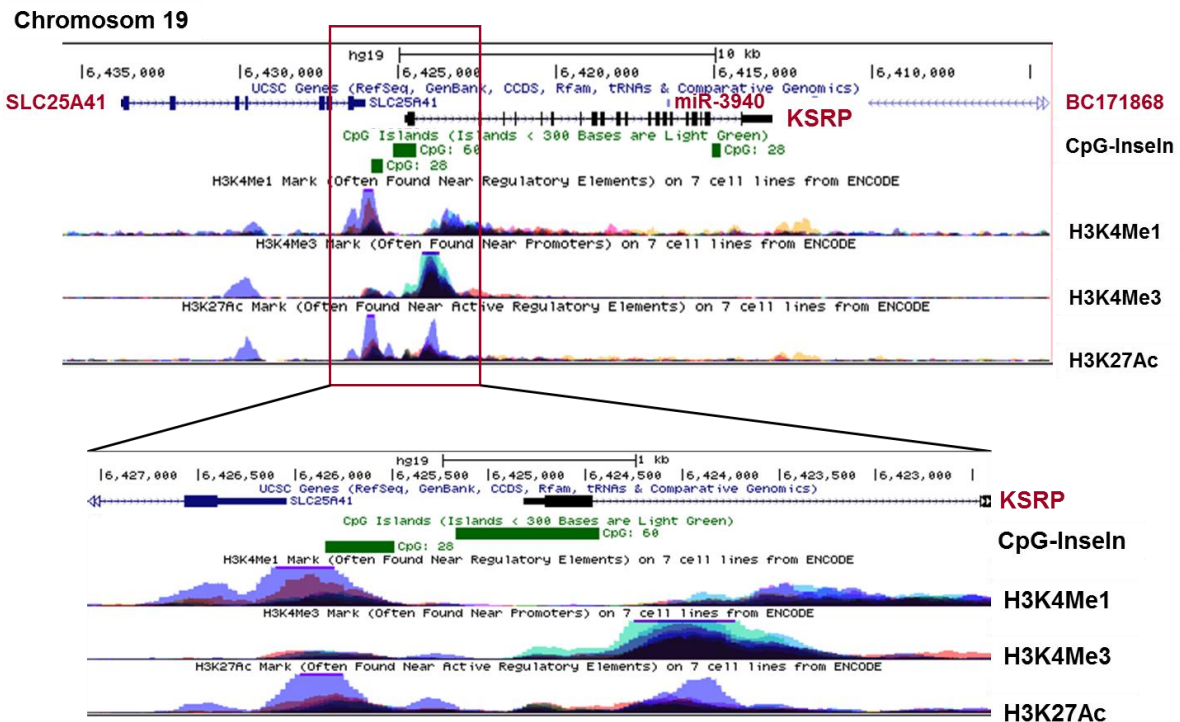 Chromosom 19
hg19 10 kb
|6,435,000 |6,430,000 |6,425,000 |6,420,000 |6,415,000 |6,410,000 |
UCSC Genes (RefSeq, GenBank, CCDS, Rfam, tRNAs & Comparative Genomics)
SLC25A41 SLC25A41 miR-3940 BC171868
KSRP
CpG Islands (Islands < 300 Bases are Light Green)
CpG: 60 CpG: 28 CpG-Inseln
CpG: 28
H3K4Me1 Mark (Often Found Near Regulatory Elements) on 7 cell lines from ENCODE
H3K4Me1
H3K4Me3 Mark (Often Found Near Promoters) on 7 cell lines from ENCODE
H3K4Me3
H3K27Ac Mark (Often Found Near Active Regulatory Elements) on 7 cell lines from ENCODE
H3K27Ac
hg19 1 kb
|6,427,000 |6,426,500 |6,426,000 |6,425,500 |6,425,000 |6,424,500 |6,424,000 |6,423,500 |6,423,000 |
UCSC Genes (RefSeq, GenBank, CCDS, Rfam, tRNAs & Comparative Genomics)
SLC25A41 KSRP
CpG Islands (Islands < 300 Bases are Light Green)
CpG: 60
CpG: 28 CpG-Inseln
H3K4Me1 Mark (Often Found Near Regulatory Elements) on 7 cell lines from ENCODE
H3K4Me1
H3K4Me3 Mark (Often Found Near Promoters) on 7 cell lines from ENCODE
H3K4Me3
H3K27Ac Mark (Often Found Near Active Regulatory Elements) on 7 cell lines from ENCODE
H3K27Ac